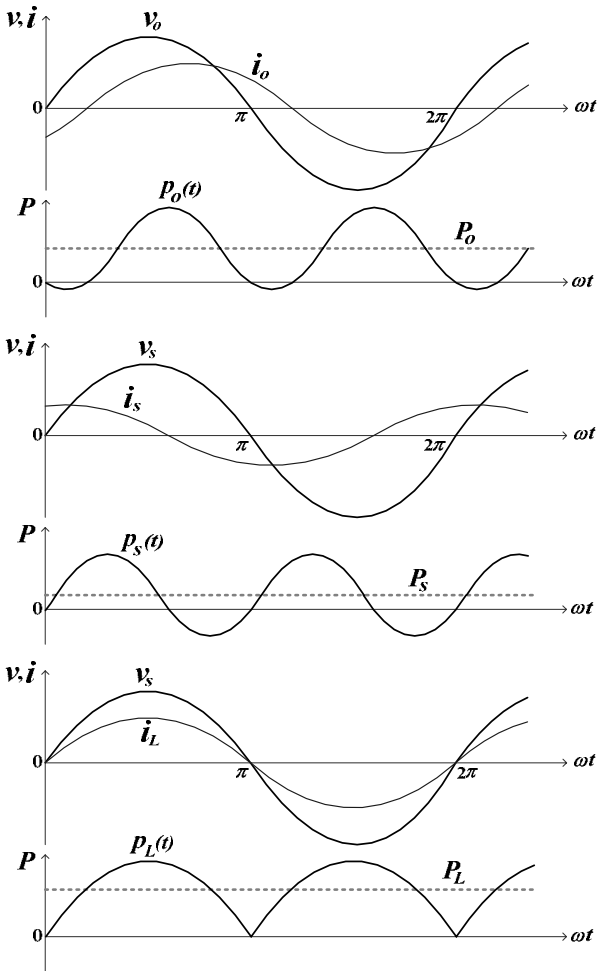 v,i
v_o
i_o
0
π
2π
ωt
P
p_o(t)
P_o
0
ωt
v,i
v_s
i_s
0
π
2π
ωt
P
p_s(t)
P_s
0
ωt
v,i
v_s
i_L
0
π
2π
ωt
P
p_L(t)
P_L
0
ωt